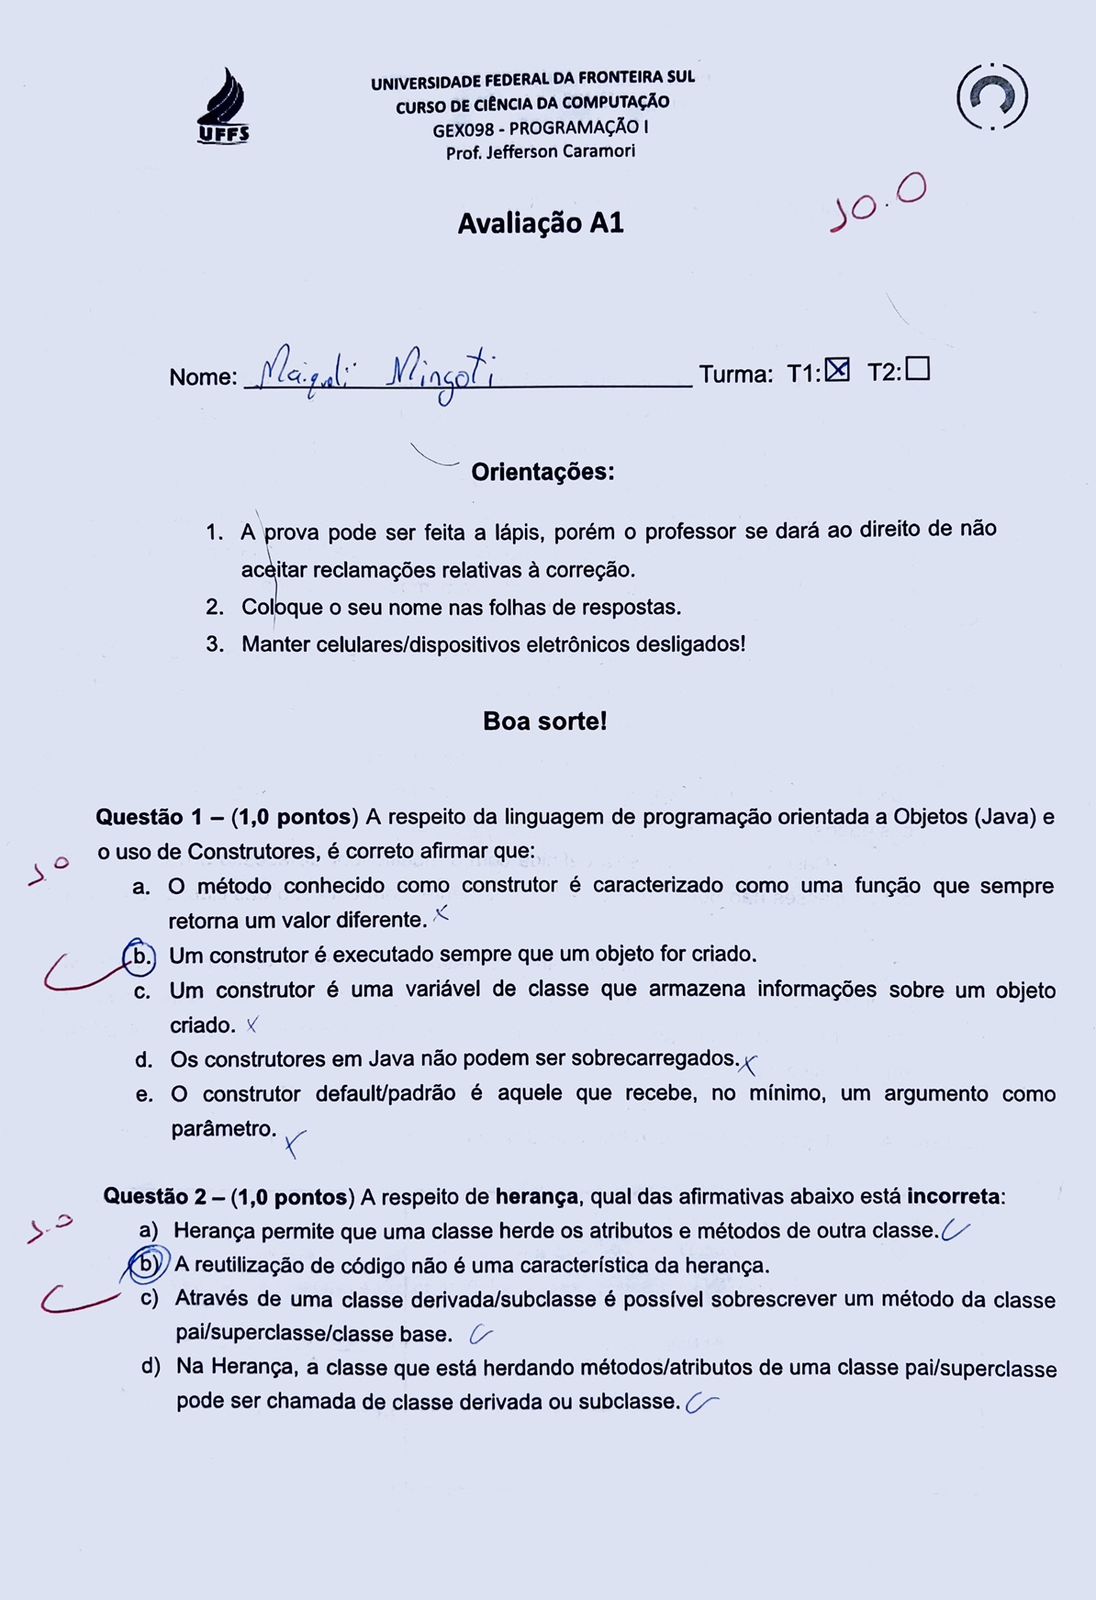 UNIVERSIDADE FEDERAL DA FRONTEIRA SUL
CURSO DE CIÊNCIA DA COMPUTAÇÃO
GEX098 - PROGRAMAÇÃO I
Prof. Jefferson Caramori
UFFS
10.0
Avaliação A1
Nome: Mingoti Turma: T1: X T2:
Orientações:
1. A prova pode ser feita a lápis, porém o professor se dará ao direito de não
aceitar reclamações relativas à correção.
2. Coloque o seu nome nas folhas de respostas.
3. Manter celulares/dispositivos eletrônicos desligados!
Boa sorte!
Questão 1 – (1,0 pontos) A respeito da linguagem de programação orientada a Objetos (Java) e
o uso de Construtores, é correto afirmar que:
1.0
a. O método conhecido como construtor é caracterizado como uma função que sempre
retorna um valor diferente. x
b. Um construtor é executado sempre que um objeto for criado.
c. Um construtor é uma variável de classe que armazena informações sobre um objeto
criado. x
d. Os construtores em Java não podem ser sobrecarregados. x
e. O construtor default/padrão é aquele que recebe, no mínimo, um argumento como
parâmetro. x
Questão 2 – (1,0 pontos) A respeito de herança, qual das afirmativas abaixo está incorreta:
1.0
a) Herança permite que uma classe herde os atributos e métodos de outra classe.
b) A reutilização de código não é uma característica da herança.
c) Através de uma classe derivada/subclasse é possível sobrescrever um método da classe
pai/superclasse/classe base.
d) Na Herança, a classe que está herdando métodos/atributos de uma classe pai/superclasse
pode ser chamada de classe derivada ou subclasse.